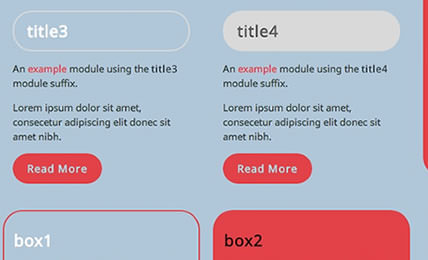 title3
An example module using the title3
module suffix.
Lorem ipsum dolor sit amet,
consectur adipiscing elit donec sit
amet nibh.
Read More
title4
An example module using the title4
module suffix.
Lorem ipsum dolor sit amet,
consectur adipiscing elit donec sit
amet nibh.
Read More
box1
box2